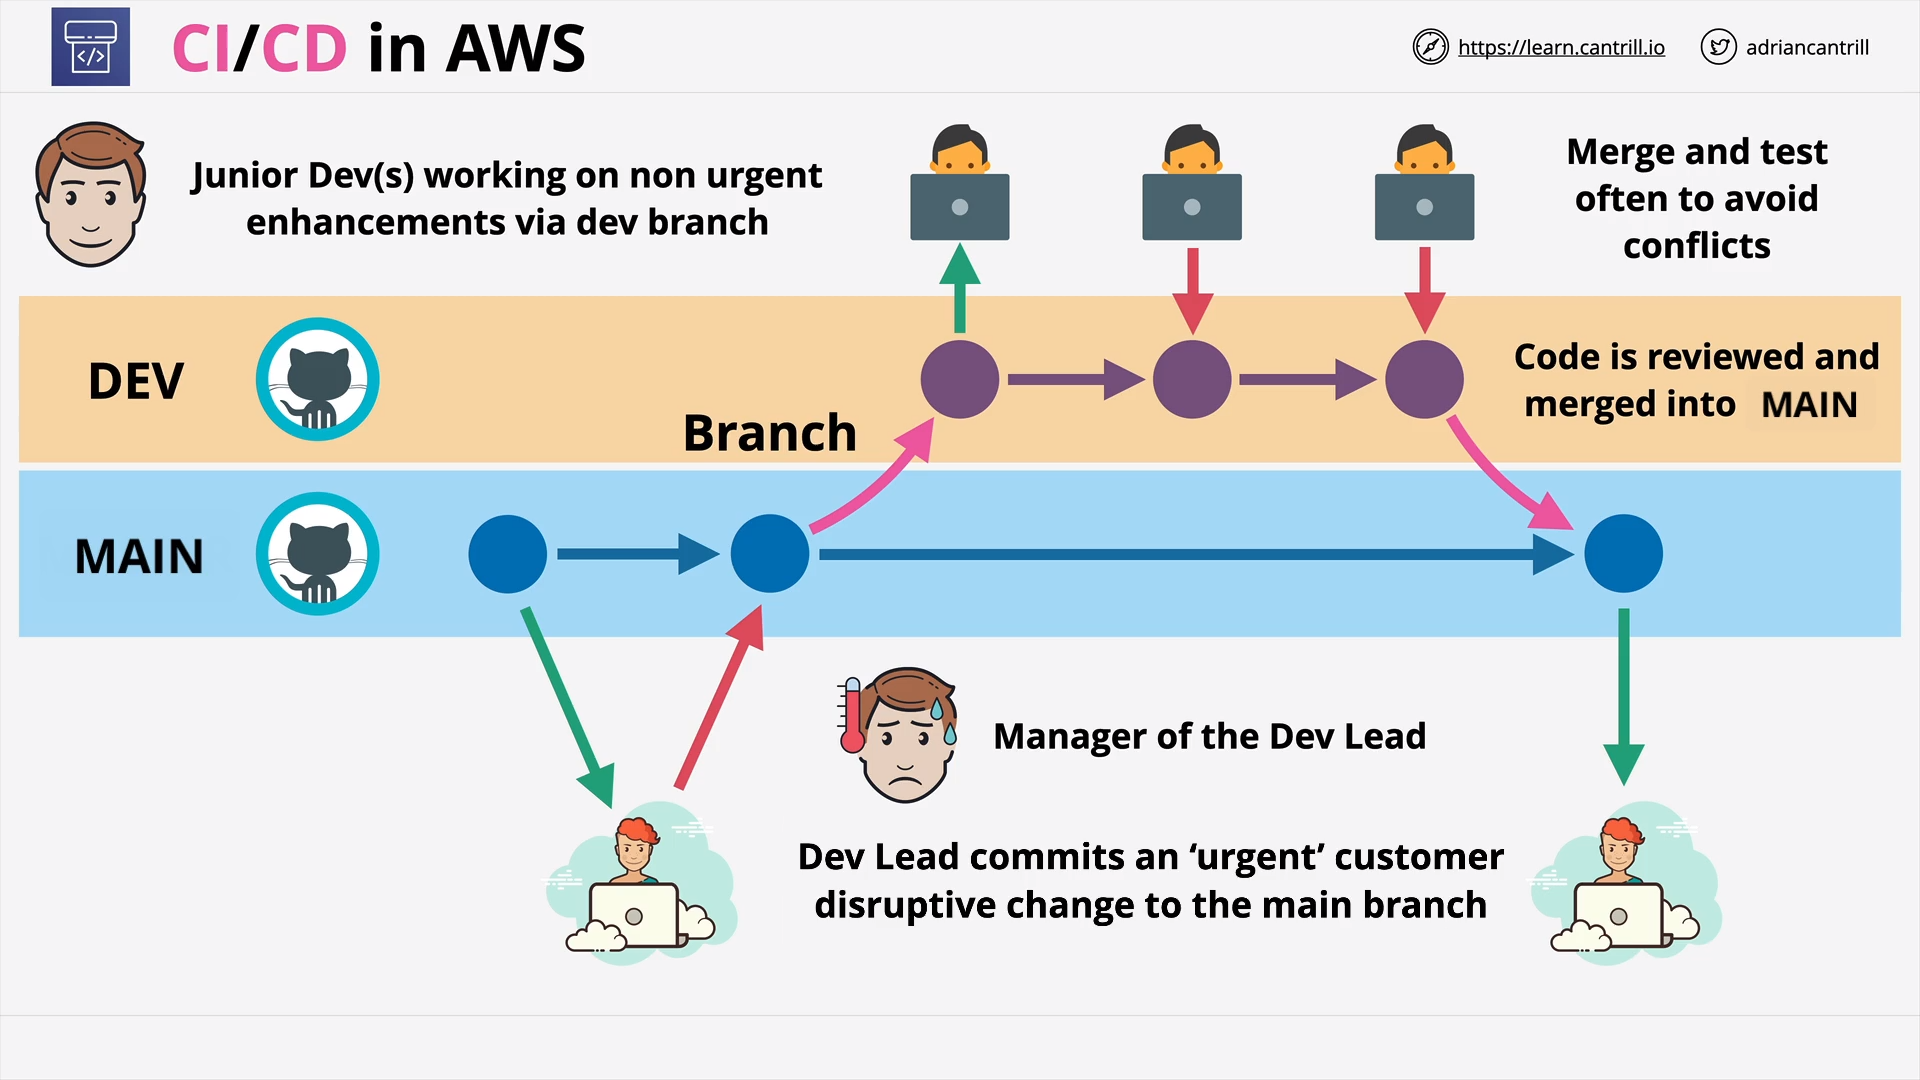 CI/CD in AWS
https://learn.cantrill.io
adriancantrill
Junior Dev(s) working on non urgent
enhancements via dev branch
Merge and test
often to avoid
conflicts
DEV
Branch
Code is reviewed and
merged into MAIN
MAIN
Manager of the Dev Lead
Dev Lead commits an ‘urgent’ customer
disruptive change to the main branch